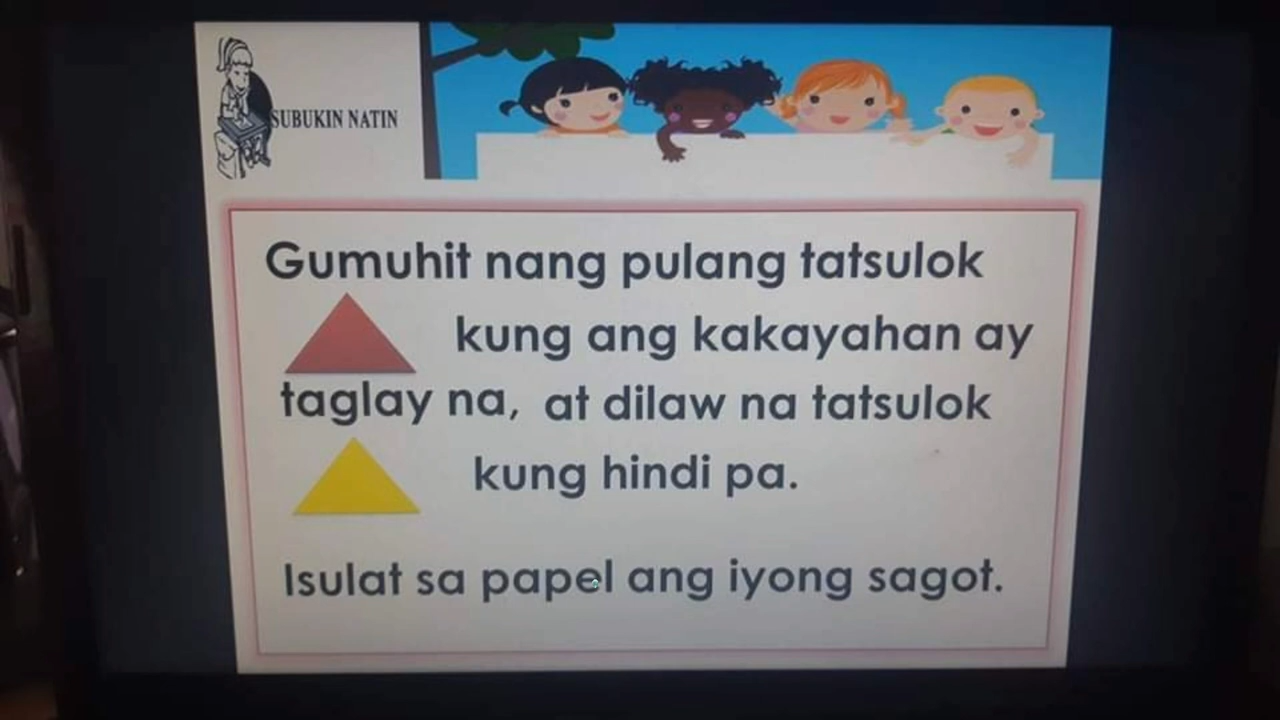 SUBUKIN NATIN
Gumuhit nang pulang tatsulok
kung ang kakayahan ay
taglay na, at dilaw na tatsulok
kung hindi pa.
Isulat sa papel ang iyong sagot.